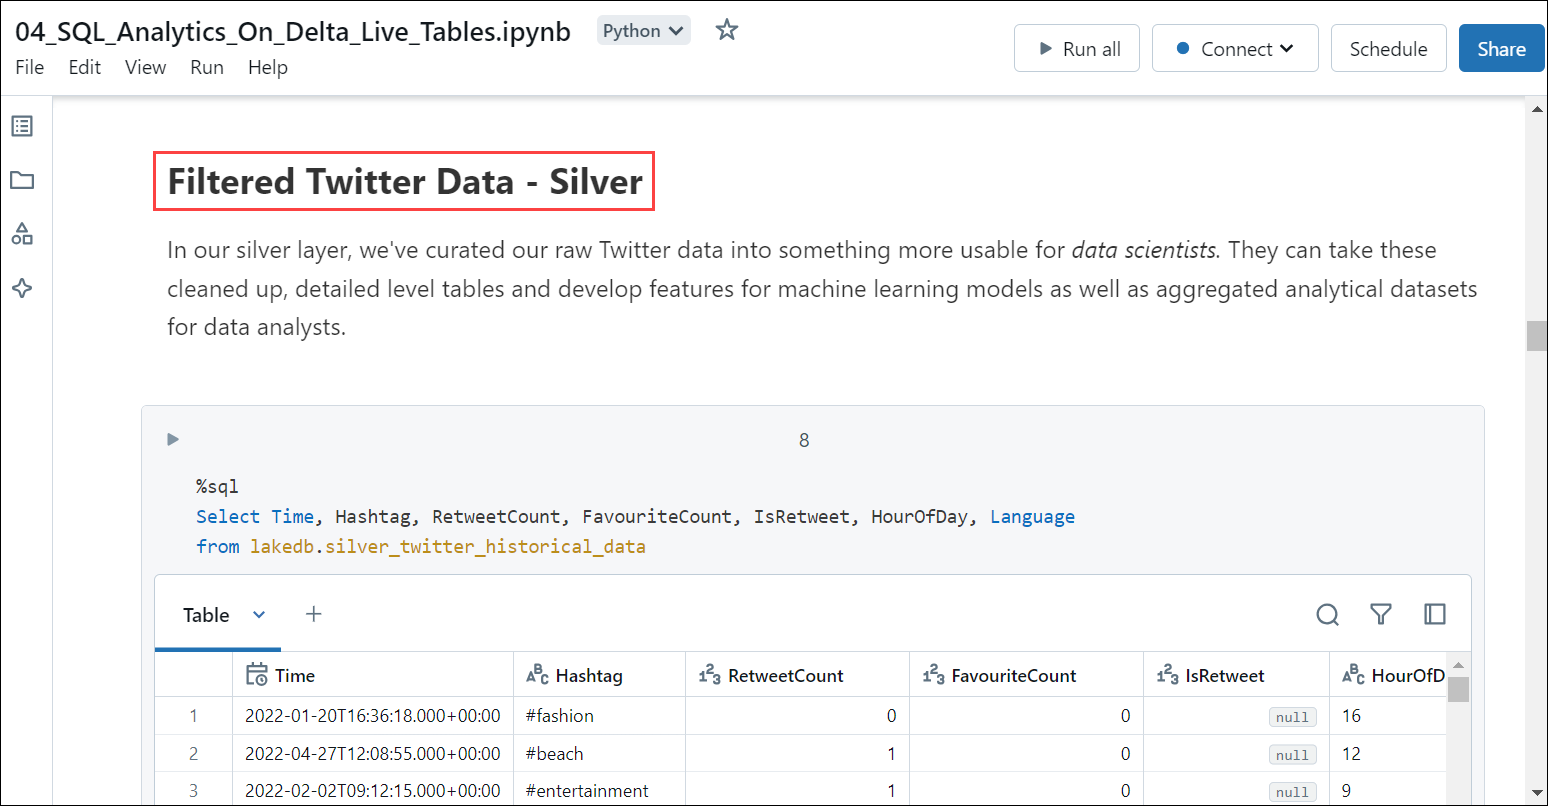 04_SQL_Analytics_On_Delta_Live_Tables.ipynb Python
File Edit View Run Help
Run all Connect Schedule Share
Filtered Twitter Data - Silver
In our silver layer, we've curated our raw Twitter data into something more usable for data scientists. They can take these
cleaned up, detailed level tables and develop features for machine learning models as well as aggregated analytical datasets
for data analysts.
8
%sql
Select Time, Hashtag, RetweetCount, FavouriteCount, IsRetweet, HourOfDay, Language
from lakedb.silver_twitter_historical_data
Table +
Time ABC Hashtag 123 RetweetCount 123 FavouriteCount 123 IsRetweet ABC HourOfD
1 2022-01-20T16:36:18.000+00:00 #fashion 0 0 null 16
2 2022-04-27T12:08:55.000+00:00 #beach 1 0 null 12
3 2022-02-02T09:12:15.000+00:00 #entertainment 1 0 null 9